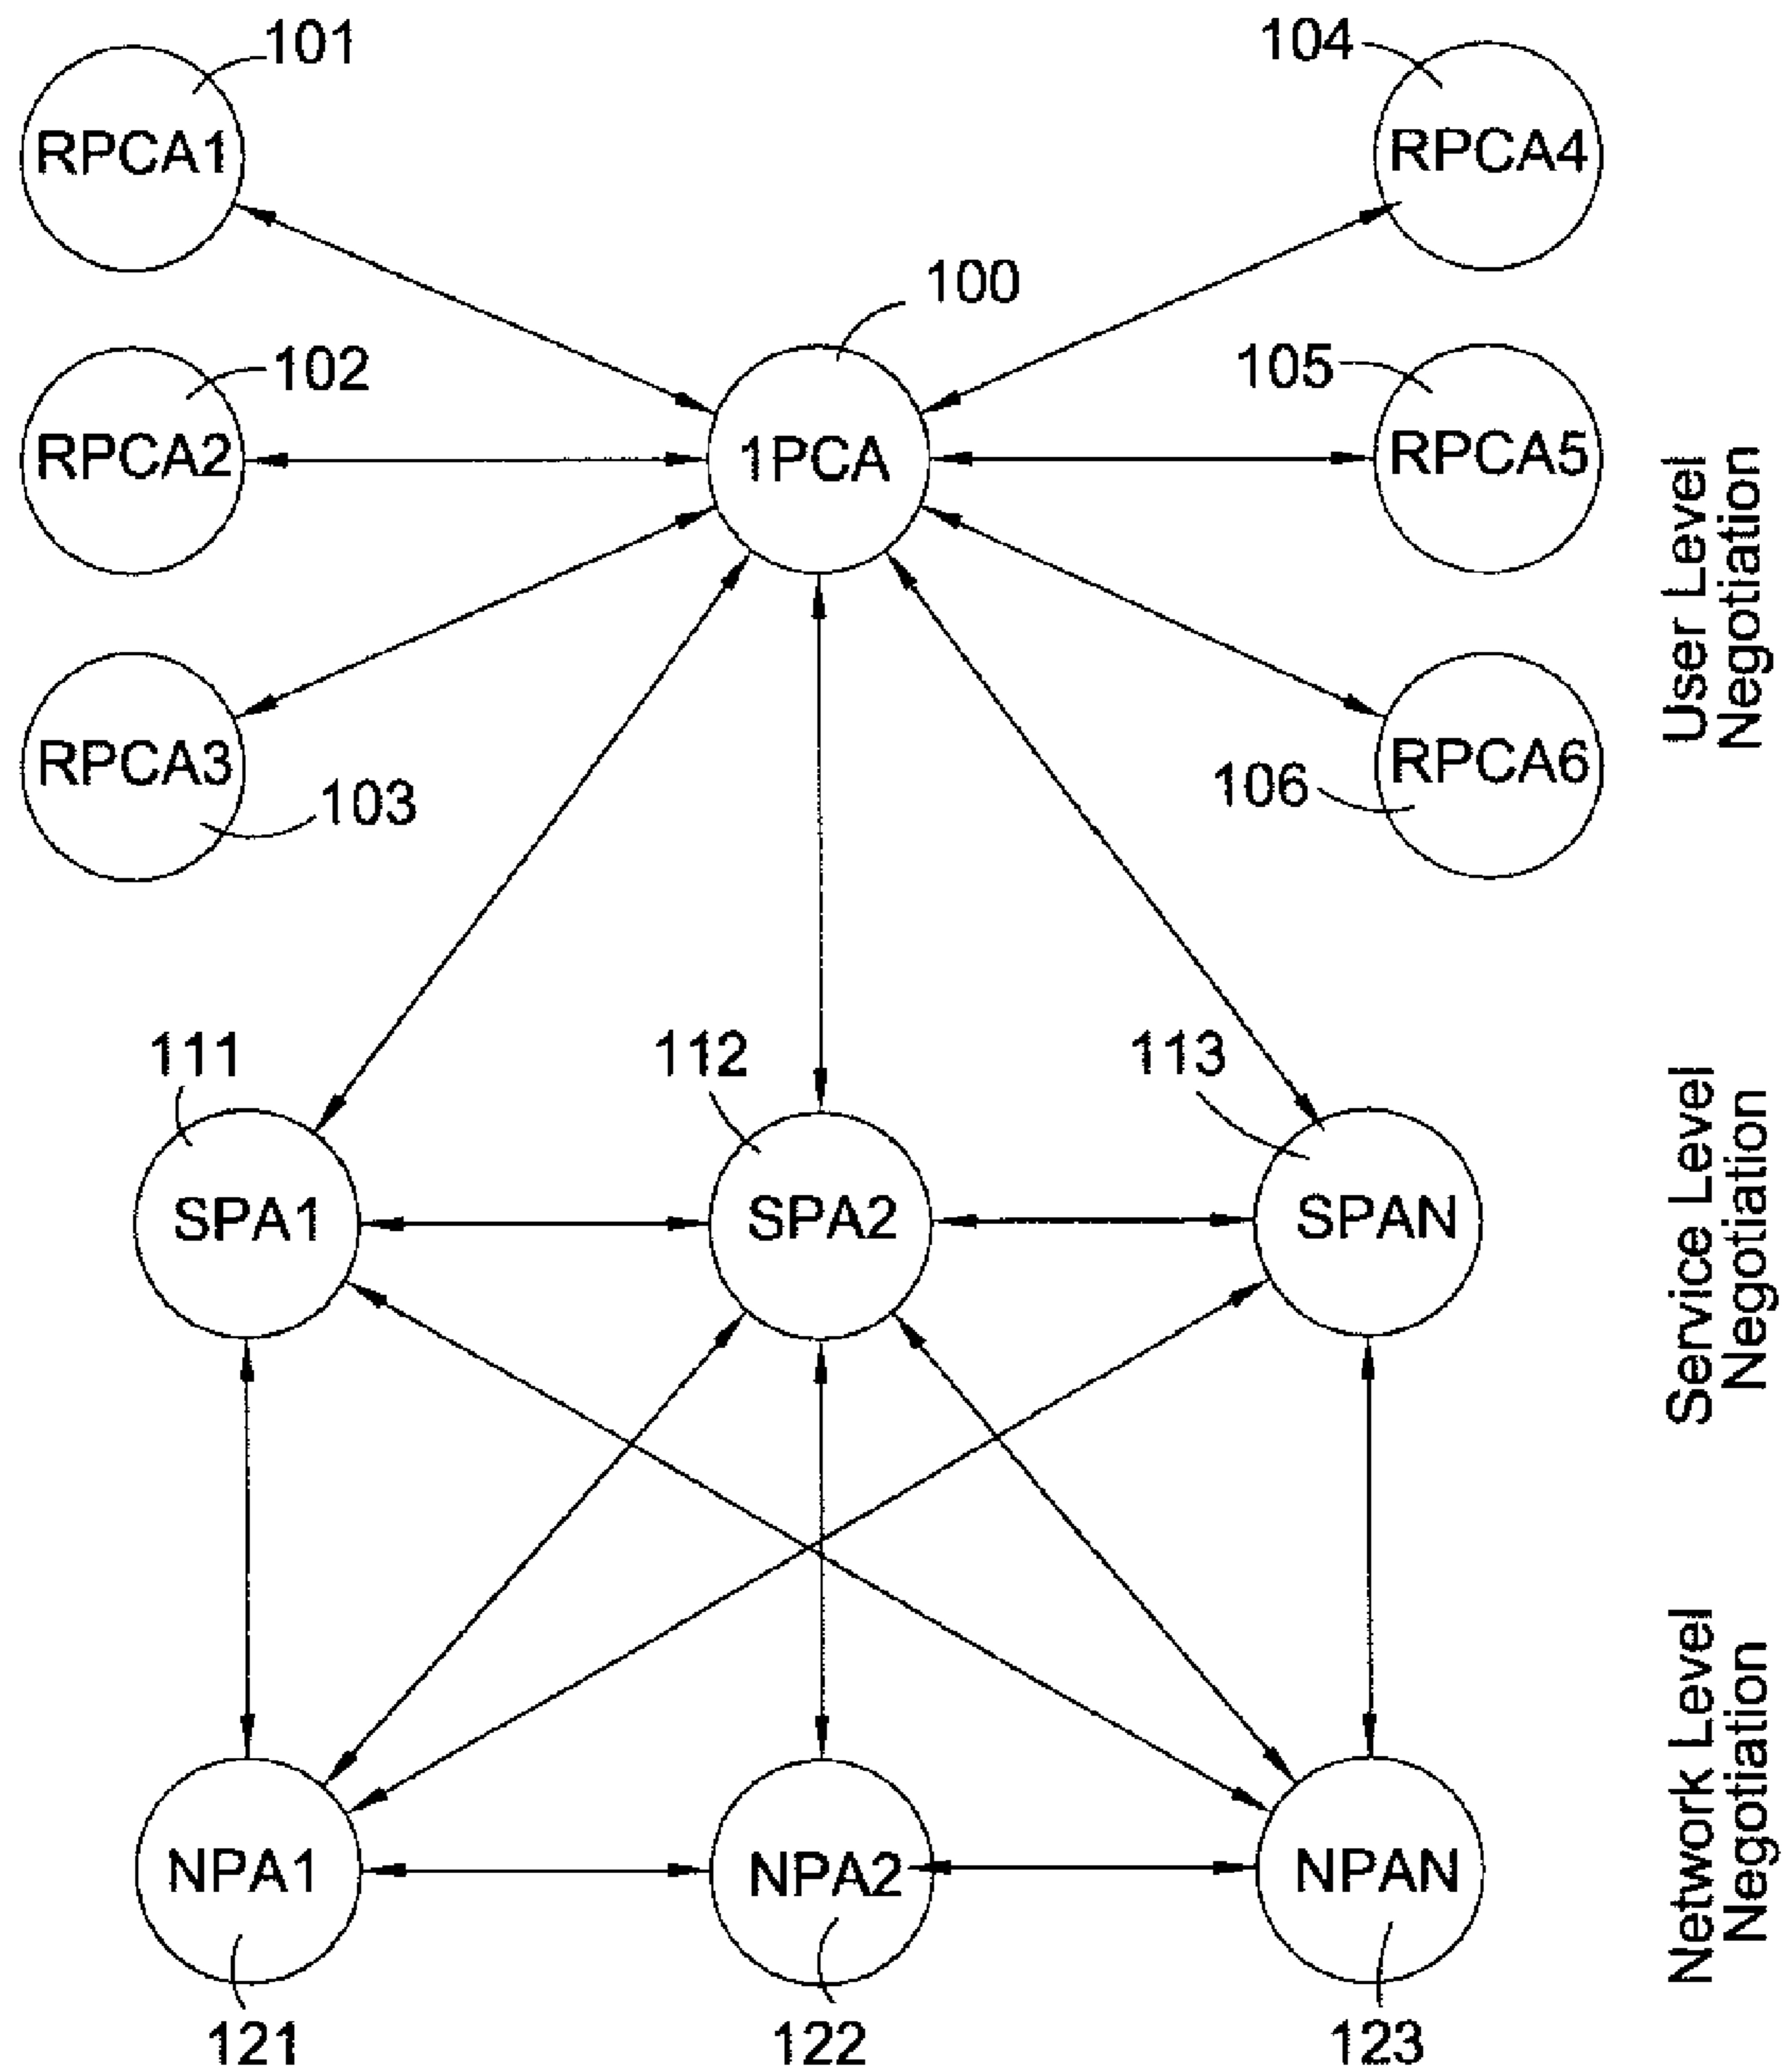 101
104
RPCA1
RPCA4
100
102
105
RPCA2
1PCA
RPCA5
RPCA3
103
106
RPCA6
User Level
Negotiation
111
112
113
SPA1
SPA2
SPAN
Service Level
Negotiation
NPA1
NPA2
NPAN
Network Level
Negotiation
121
122
123